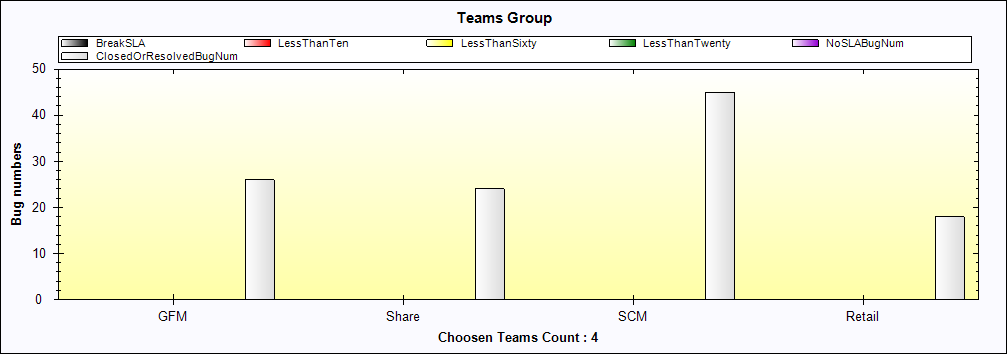 Teams Group
BreakSLA LessThanTen LessThanSixty LessThanTwenty NoSLABugNum
ClosedOrResolvedBugNum
50
40
30
20
10
0
Bug numbers
GFM Share SCM Retail
Choosen Teams Count : 4